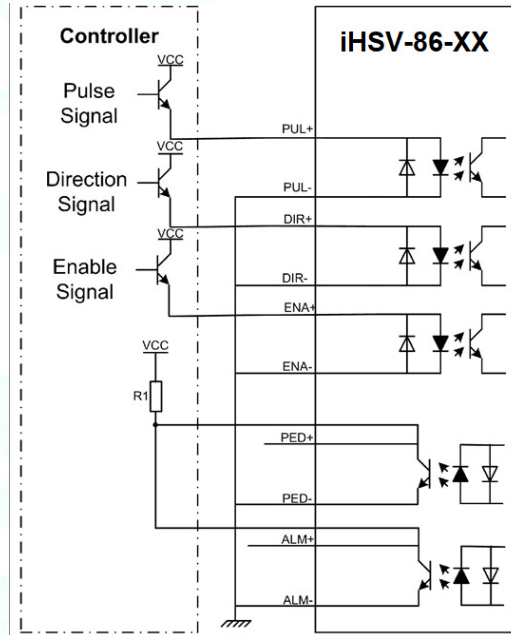 Controller
iHSV-86-XX
VCC
Pulse
Signal
PUL+
VCC
Direction
Signal
PUL-
DIR+
VCC
Enable
Signal
DIR-
ENA+
VCC
ENA-
R1
PED+
PED-
ALM+
ALM-